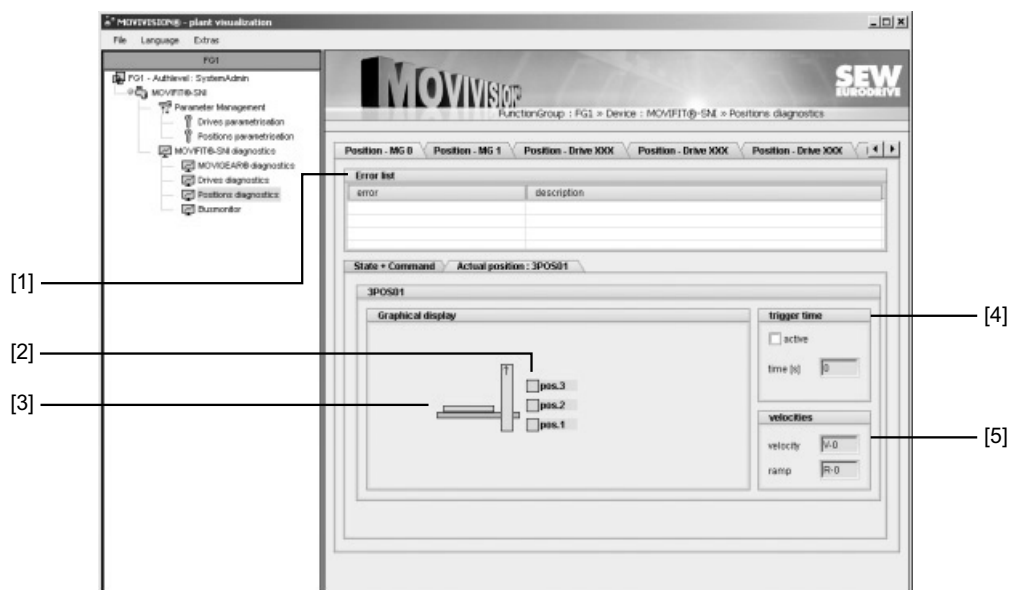 MOVIVISION® - plant visualization
File Language Extras
FG1
FG1 - Authlevel : SystemAdmin
MOVIFIT®-SNI
Parameter Management
Drives parametrisation
Positions parametrisation
MOVIFIT®-SNI diagnostics
MOVIGEAR® diagnostics
Drives diagnostics
Positions diagnostics
Busmonitor
MOVIVISION®
SEW
EURODRIVE
FunctionGroup : FG1 » Device : MOVIFIT®-SNI » Positions diagnostics
Position - MG 0 Position - MG 1 Position - Drive XXX Position - Drive XXX Position - Drive XXX
Error list
error description
State + Command Actual position : 3POS01
3POS01
Graphical display
pos.3
pos.2
pos.1
trigger time
active
time [s] 0
velocities
velocity V-0
ramp R-0
[1]
[2]
[3]
[4]
[5]